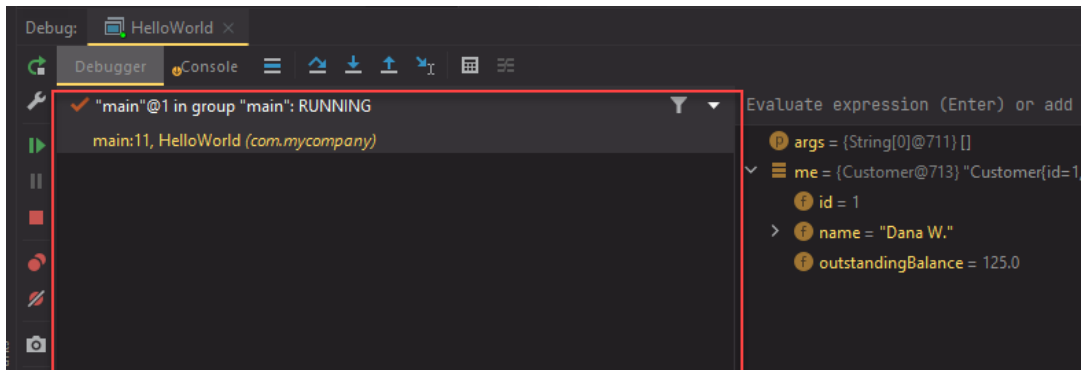 Debug: HelloWorld ×
Debugger Console
"main"@1 in group "main": RUNNING
main:11, HelloWorld (com.mycompany)
Evaluate expression (Enter) or add
p args = {String[0]@711} []
me = {Customer@713} "Customer{id=1,
f id = 1
f name = "Dana W."
f outstandingBalance = 125.0